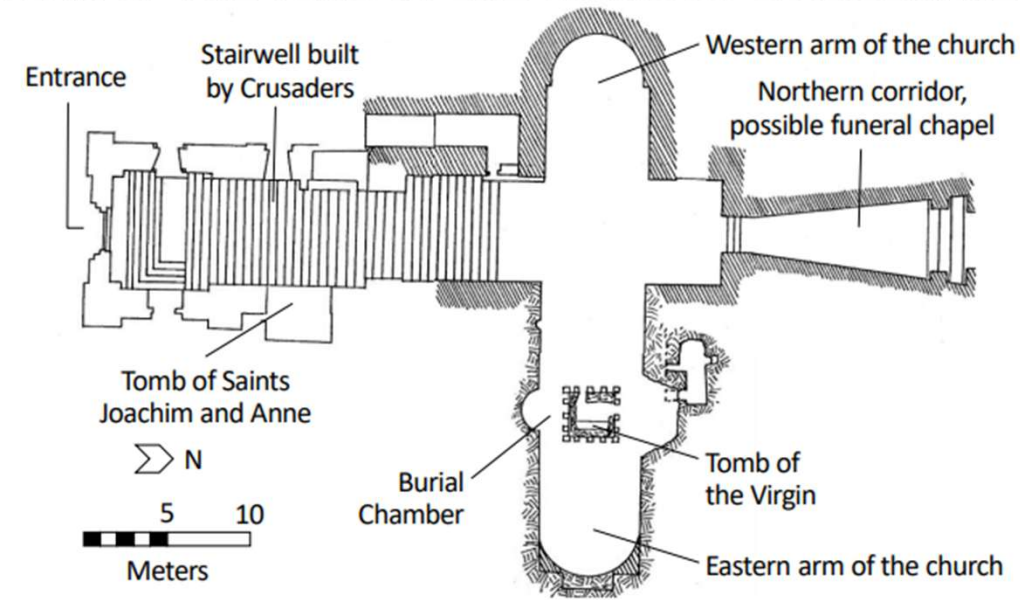 Entrance
Stairwell built
by Crusaders
Western arm of the church
Northern corridor,
possible funeral chapel
Tomb of Saints
Joachim and Anne
N
5 10
Meters
Burial
Chamber
Tomb of
the Virgin
Eastern arm of the church